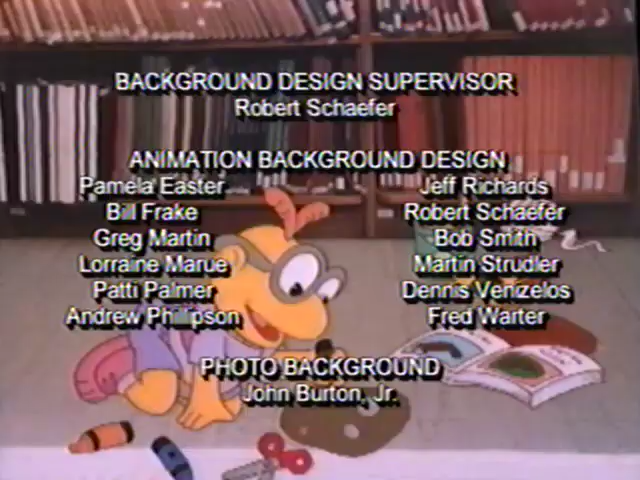 BACKGROUND DESIGN SUPERVISOR
Robert Schaefer
ANIMATION BACKGROUND DESIGN
Pamela Easter
Jeff Richards
Bill Frake
Robert Schaefer
Greg Martin
Bob Smith
Lorraine Marue
Martin Strudler
Patti Palmer
Dennis Venizelos
Andrew Phillipson
Fred Warter
PHOTO BACKGROUND
John Burton, Jr.